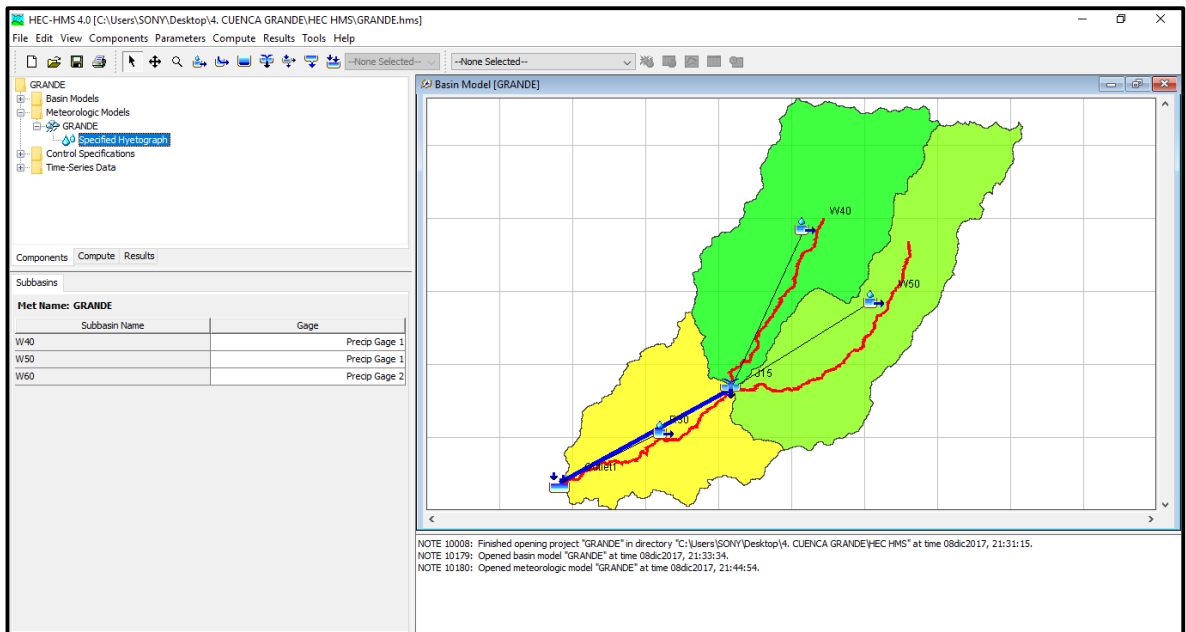 HEC-HMS 4.0 [C:\Users\SONY\Desktop\4. CUENCA GRANDE\HEC HMS\GRANDE.hms]
File Edit View Components Parameters Compute Results Tools Help
--None Selected-- --None Selected--
GRANDE
Basin Models
Meteorologic Models
GRANDE
Specified Hyetograph
Control Specifications
Time-Series Data
Components Compute Results
Subbasins
Met Name: GRANDE
Subbasin Name Gage
W40 Precip Gage 1
W50 Precip Gage 1
W60 Precip Gage 2
Basin Model [GRANDE]
W40
W50
J15
R30
Outlet1
NOTE 10008: Finished opening project "GRANDE" in directory "C:\Users\SONY\Desktop\4. CUENCA GRANDE\HEC HMS" at time 08dic2017, 21:31:15.
NOTE 10179: Opened basin model "GRANDE" at time 08dic2017, 21:33:34.
NOTE 10180: Opened meteorologic model "GRANDE" at time 08dic2017, 21:44:54.